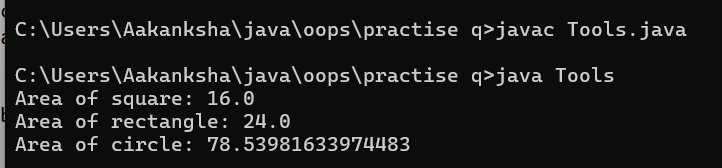 C:\Users\Aakanksha\java\oops\practise q>javac Tools.java
C:\Users\Aakanksha\java\oops\practise q>java Tools
Area of square: 16.0
Area of rectangle: 24.0
Area of circle: 78.53981633974483